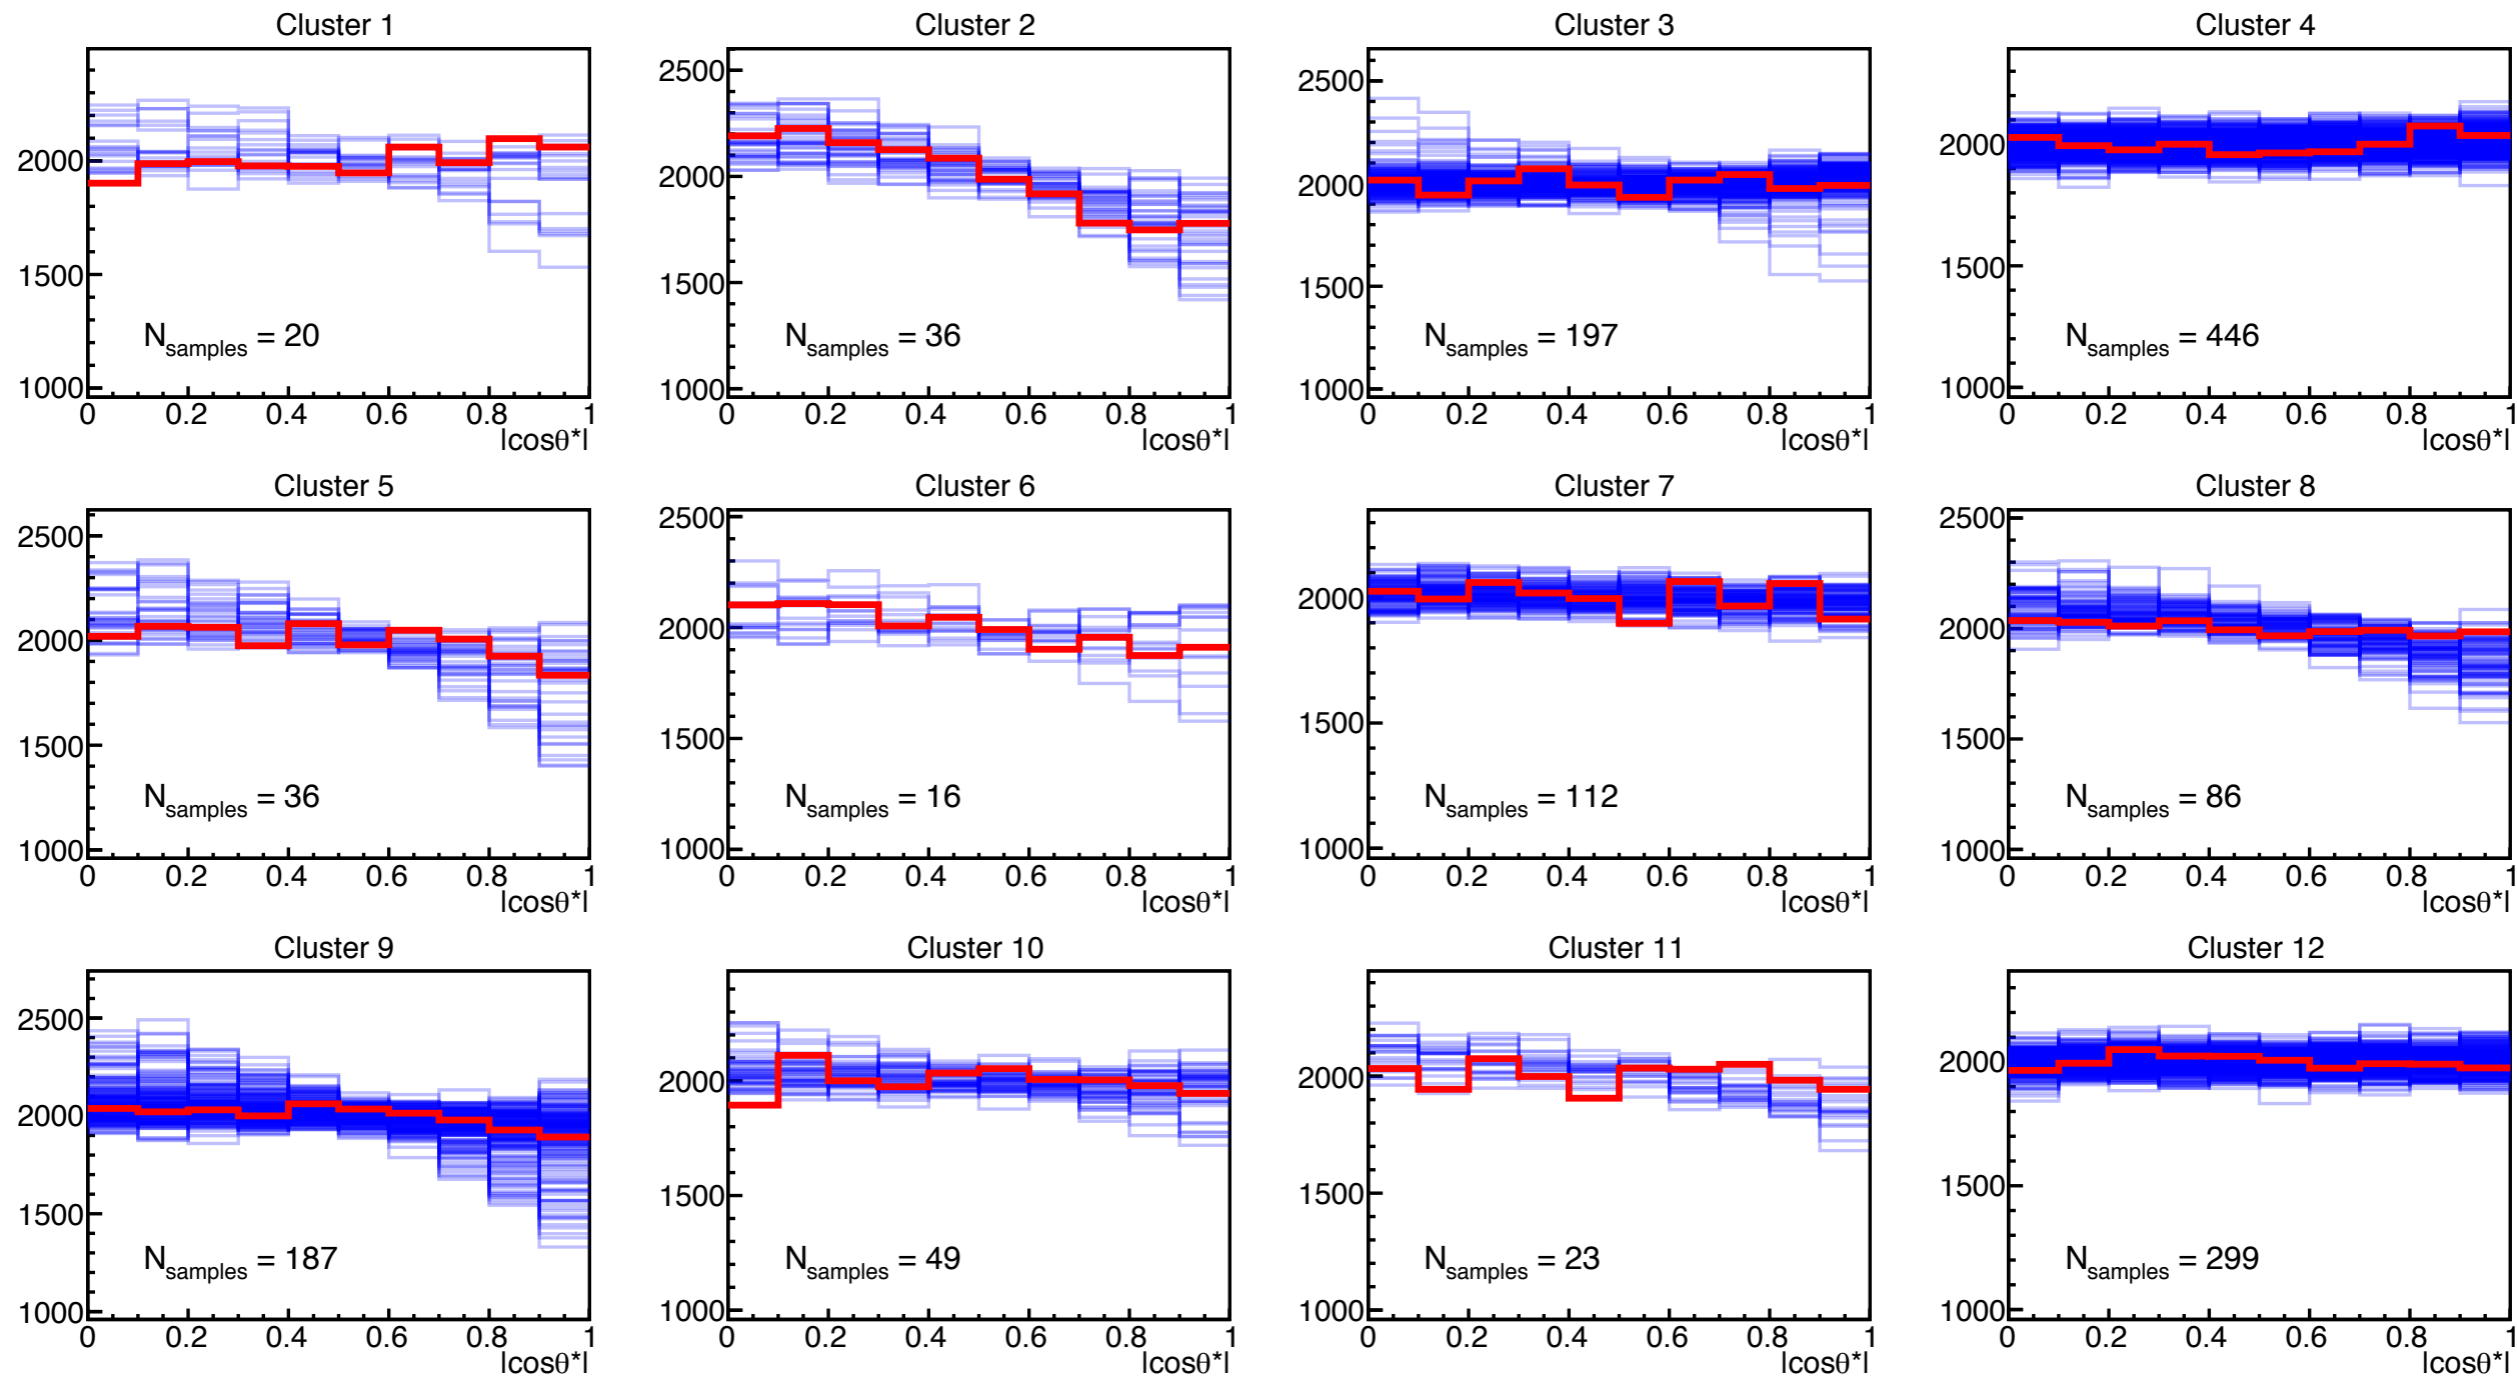 Cluster 1
2000
1500
1000
N_samples = 20
0 0.2 0.4 0.6 0.8 1
|cosθ*|
Cluster 2
2500
2000
1500
1000
N_samples = 36
0 0.2 0.4 0.6 0.8 1
|cosθ*|
Cluster 3
2500
2000
1500
1000
N_samples = 197
0 0.2 0.4 0.6 0.8 1
|cosθ*|
Cluster 4
2000
1500
1000
N_samples = 446
0 0.2 0.4 0.6 0.8 1
|cosθ*|
Cluster 5
2500
2000
1500
1000
N_samples = 36
0 0.2 0.4 0.6 0.8 1
|cosθ*|
Cluster 6
2500
2000
1500
1000
N_samples = 16
0 0.2 0.4 0.6 0.8 1
|cosθ*|
Cluster 7
2000
1500
1000
N_samples = 112
0 0.2 0.4 0.6 0.8 1
|cosθ*|
Cluster 8
2500
2000
1500
1000
N_samples = 86
0 0.2 0.4 0.6 0.8 1
|cosθ*|
Cluster 9
2500
2000
1500
1000
N_samples = 187
0 0.2 0.4 0.6 0.8 1
|cosθ*|
Cluster 10
2000
1500
1000
N_samples = 49
0 0.2 0.4 0.6 0.8 1
|cosθ*|
Cluster 11
2000
1500
1000
N_samples = 23
0 0.2 0.4 0.6 0.8 1
|cosθ*|
Cluster 12
2000
1500
1000
N_samples = 299
0 0.2 0.4 0.6 0.8 1
|cosθ*|